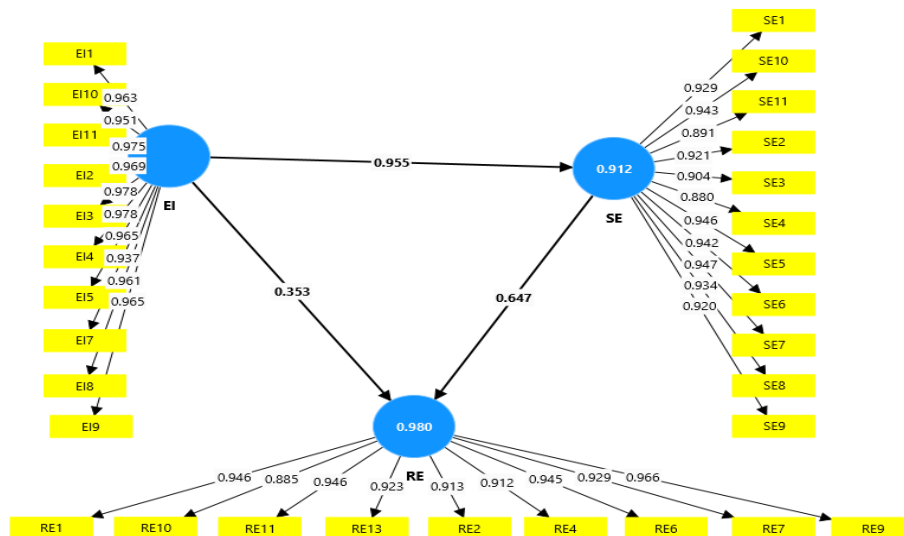 SE1
EI1
SE10
EI10
0.963
0.929
SE11
0.943
0.951
EI11
0.891
SE2
0.975
0.921
0.955
0.912
0.969
EI2
0.904
SE3
0.978
0.880
EI
SE
EI3
0.978
0.946
SE4
0.965
0.942
EI4
0.937
0.947
SE5
0.961
0.934
EI5
0.965
0.353
0.647
0.920
SE6
EI7
SE7
EI8
SE8
EI9
0.980
SE9
RE
0.946
0.885
0.946
0.923
0.913
0.912
0.945
0.929
0.966
RE1
RE10
RE11
RE13
RE2
RE4
RE6
RE7
RE9